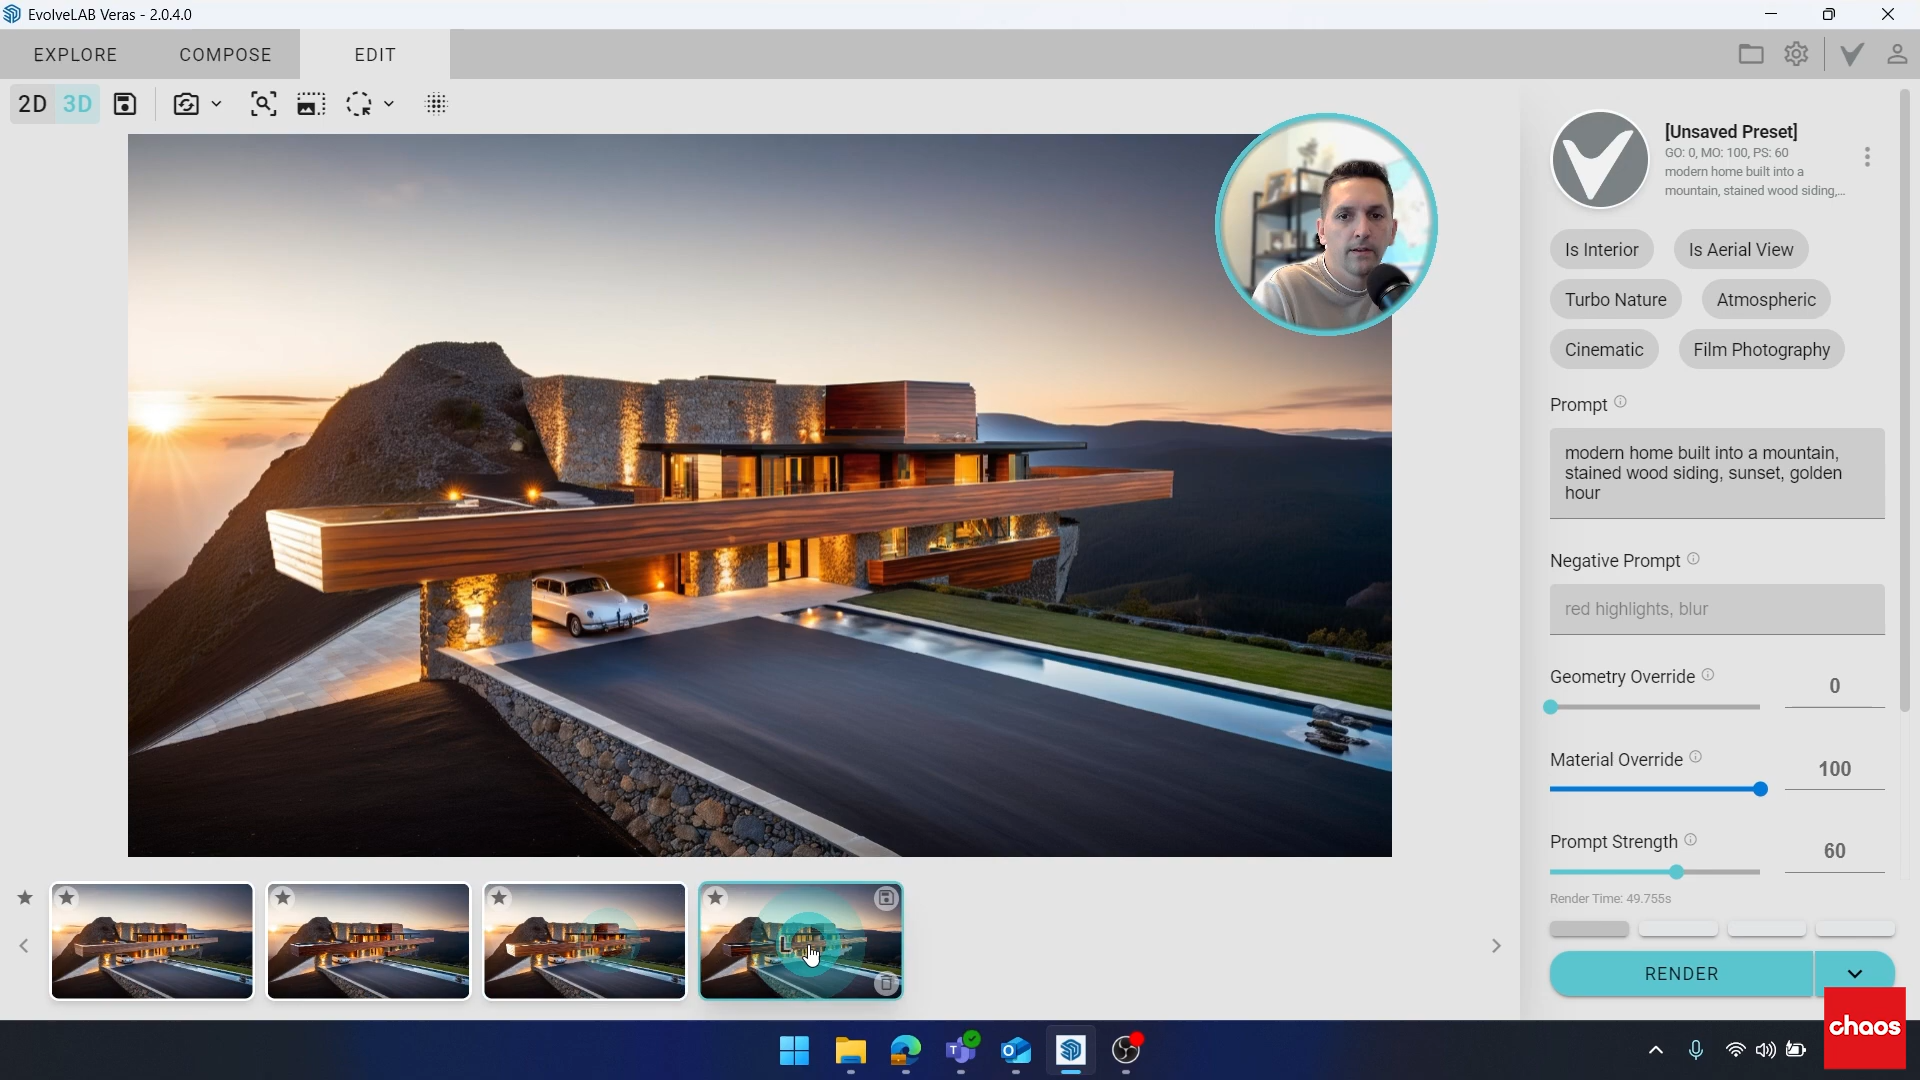 EvolveLAB Veras - 2.0.4.0
EXPLORE
COMPOSE
EDIT
2D
3D
[Unsaved Preset]
GO: 0, MO: 100, PS: 60
modern home built into a
mountain, stained wood siding,...
Is Interior
Is Aerial View
Turbo Nature
Atmospheric
Cinematic
Film Photography
Prompt
modern home built into a mountain,
stained wood siding, sunset, golden
hour
Negative Prompt
red highlights, blur
Geometry Override
0
Material Override
100
Prompt Strength
60
Render Time: 49.755s
L
RENDER
chaos